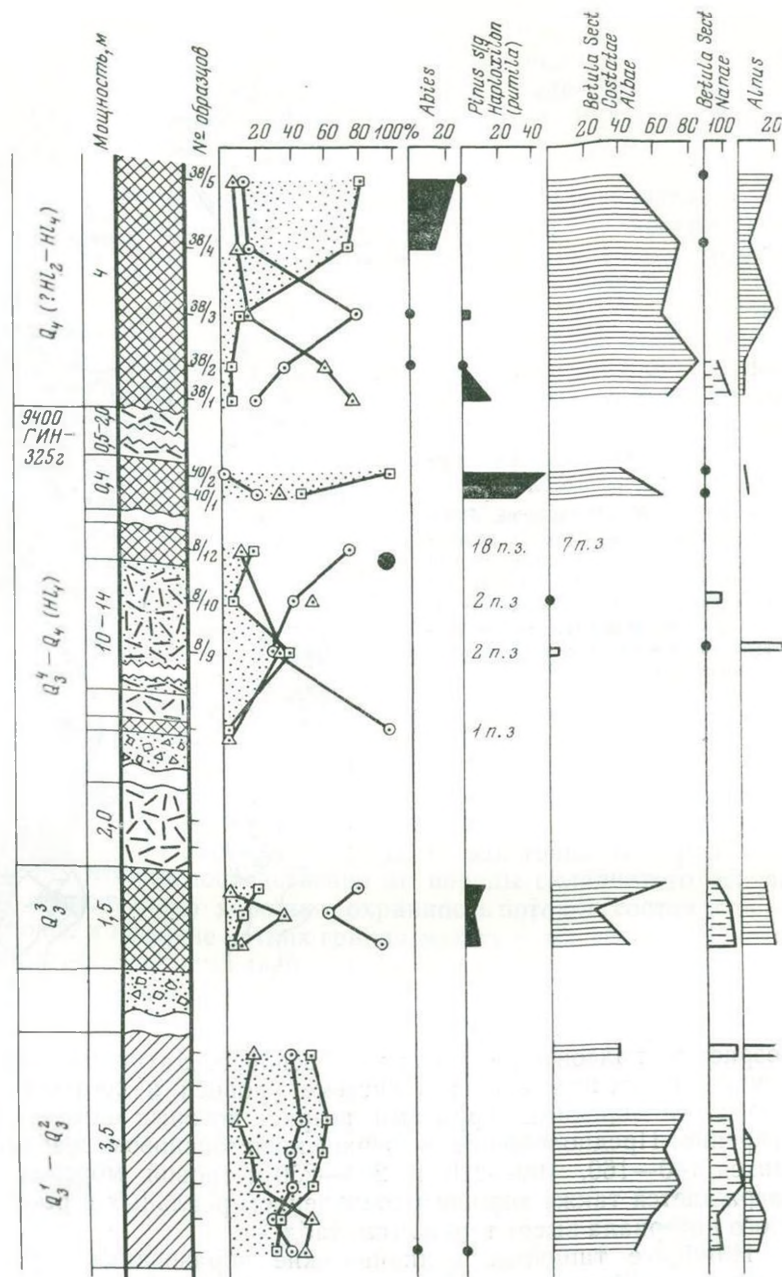 Мощность, м
№ образцов
20 40 60 80 100%
Abies
20
Pinus s/g
Haploxilon
(pumila)
20 40
Betula Sect
Costatae
Albae
20 40 60 80
Betula Sect
Nanae
100
Alnus
20
Q₄ (?Hl₂–Hl₄)
4
38/5
38/4
38/3
38/2
38/1
9400
ГИН–
325г
0,5–2,0
0,4
40/2
40/1
Q₃⁴ – Q₄ (Hl₁)
10–14
8/12
18 п.з.
7 п.з
8/10
2 п.з
8/9
2 п.з
1 п.з
2,0
Q₃³
1,5
Q₃¹ – Q₃²
3,5